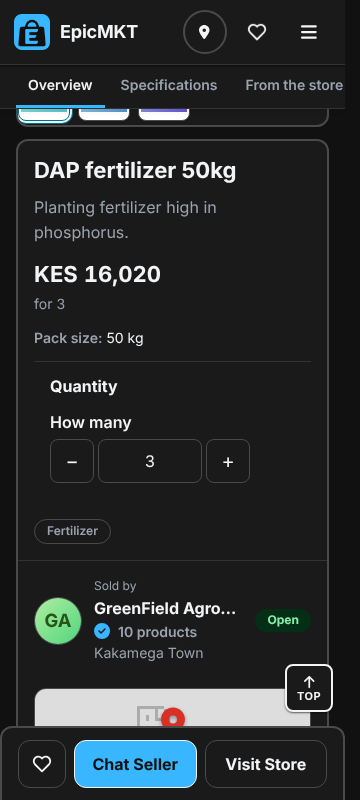 EpicMKT
Overview
Specifications
From the store
DAP fertilizer 50kg
Planting fertilizer high in
phosphorus.
KES 16,020
for 3
Pack size: 50 kg
Quantity
How many
− 3 +
Fertilizer
Sold by
GA
GreenField Agro...
Open
10 products
Kakamega Town
TOP
Chat Seller
Visit Store